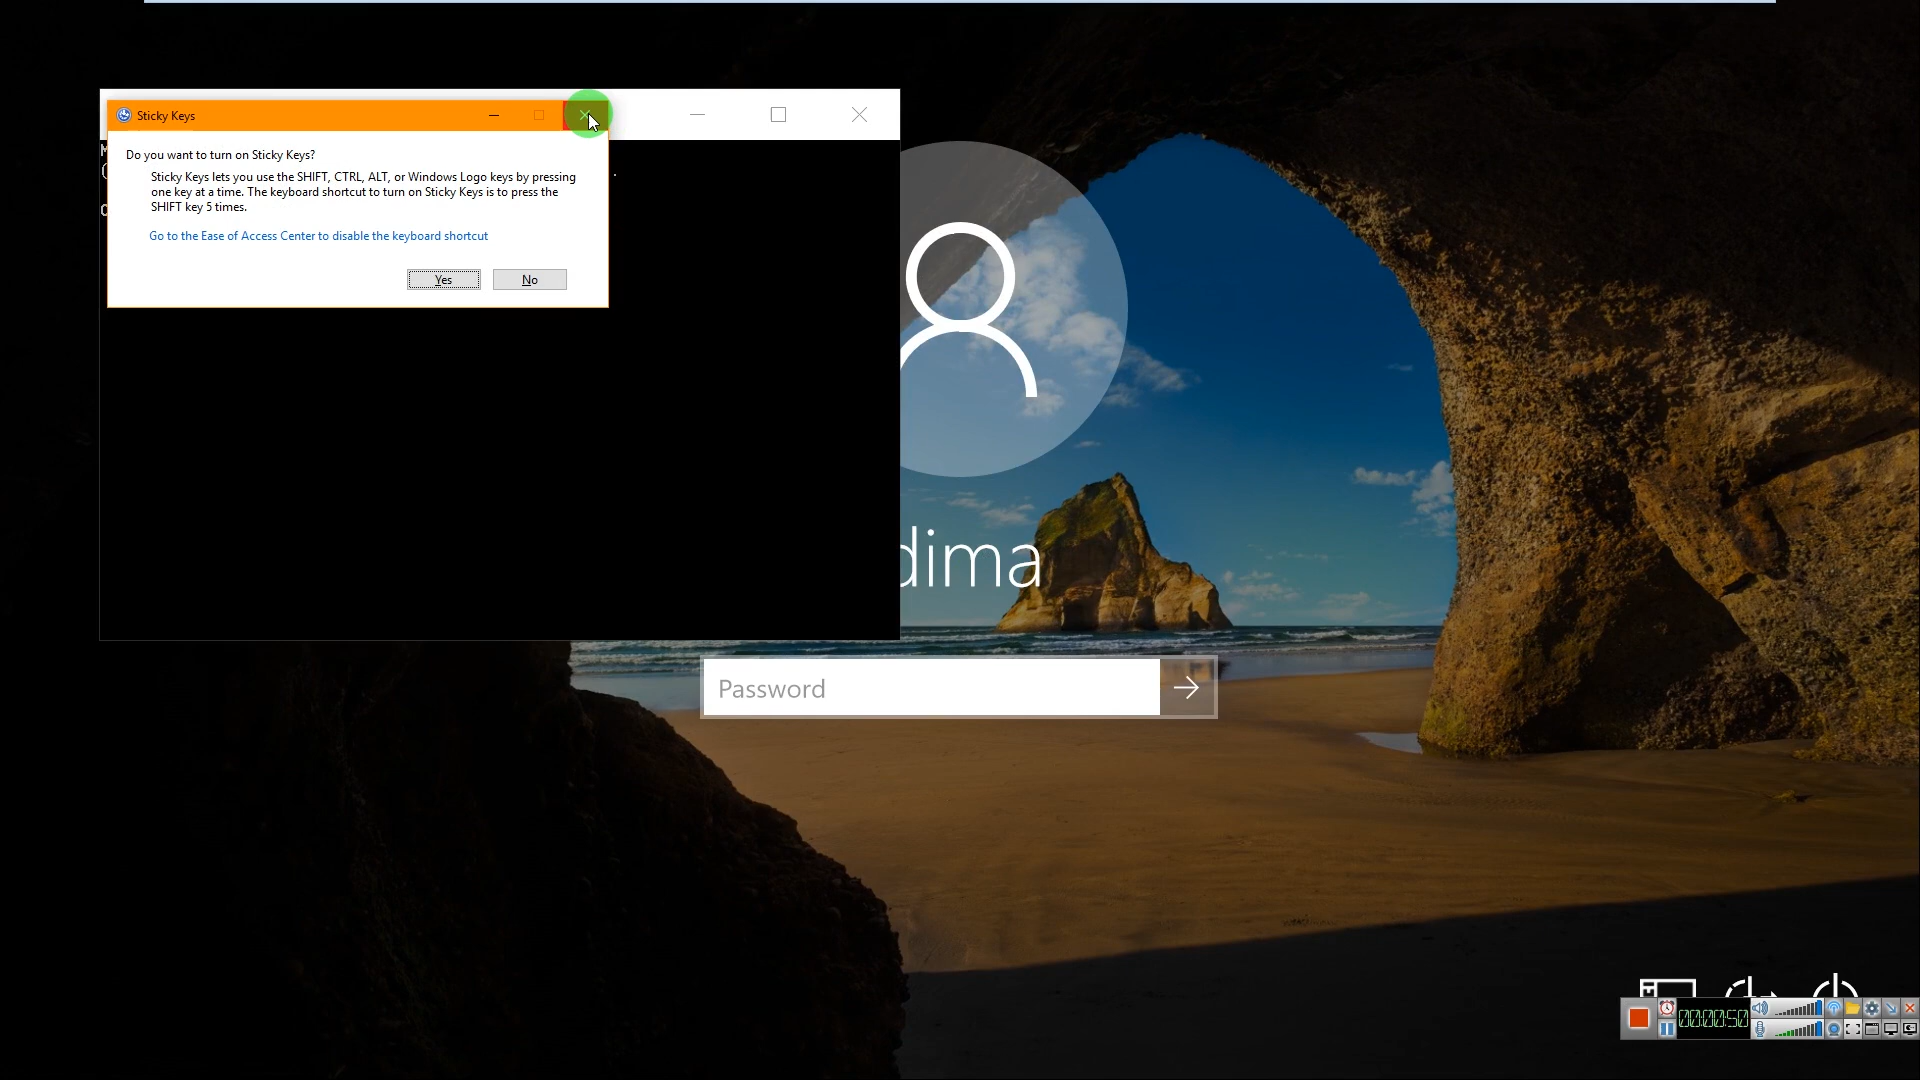 Sticky Keys
Do you want to turn on Sticky Keys?
Sticky Keys lets you use the SHIFT, CTRL, ALT, or Windows Logo keys by pressing
one key at a time. The keyboard shortcut to turn on Sticky Keys is to press the
SHIFT key 5 times.
Go to the Ease of Access Center to disable the keyboard shortcut
Yes No
dima
Password
00:00:50